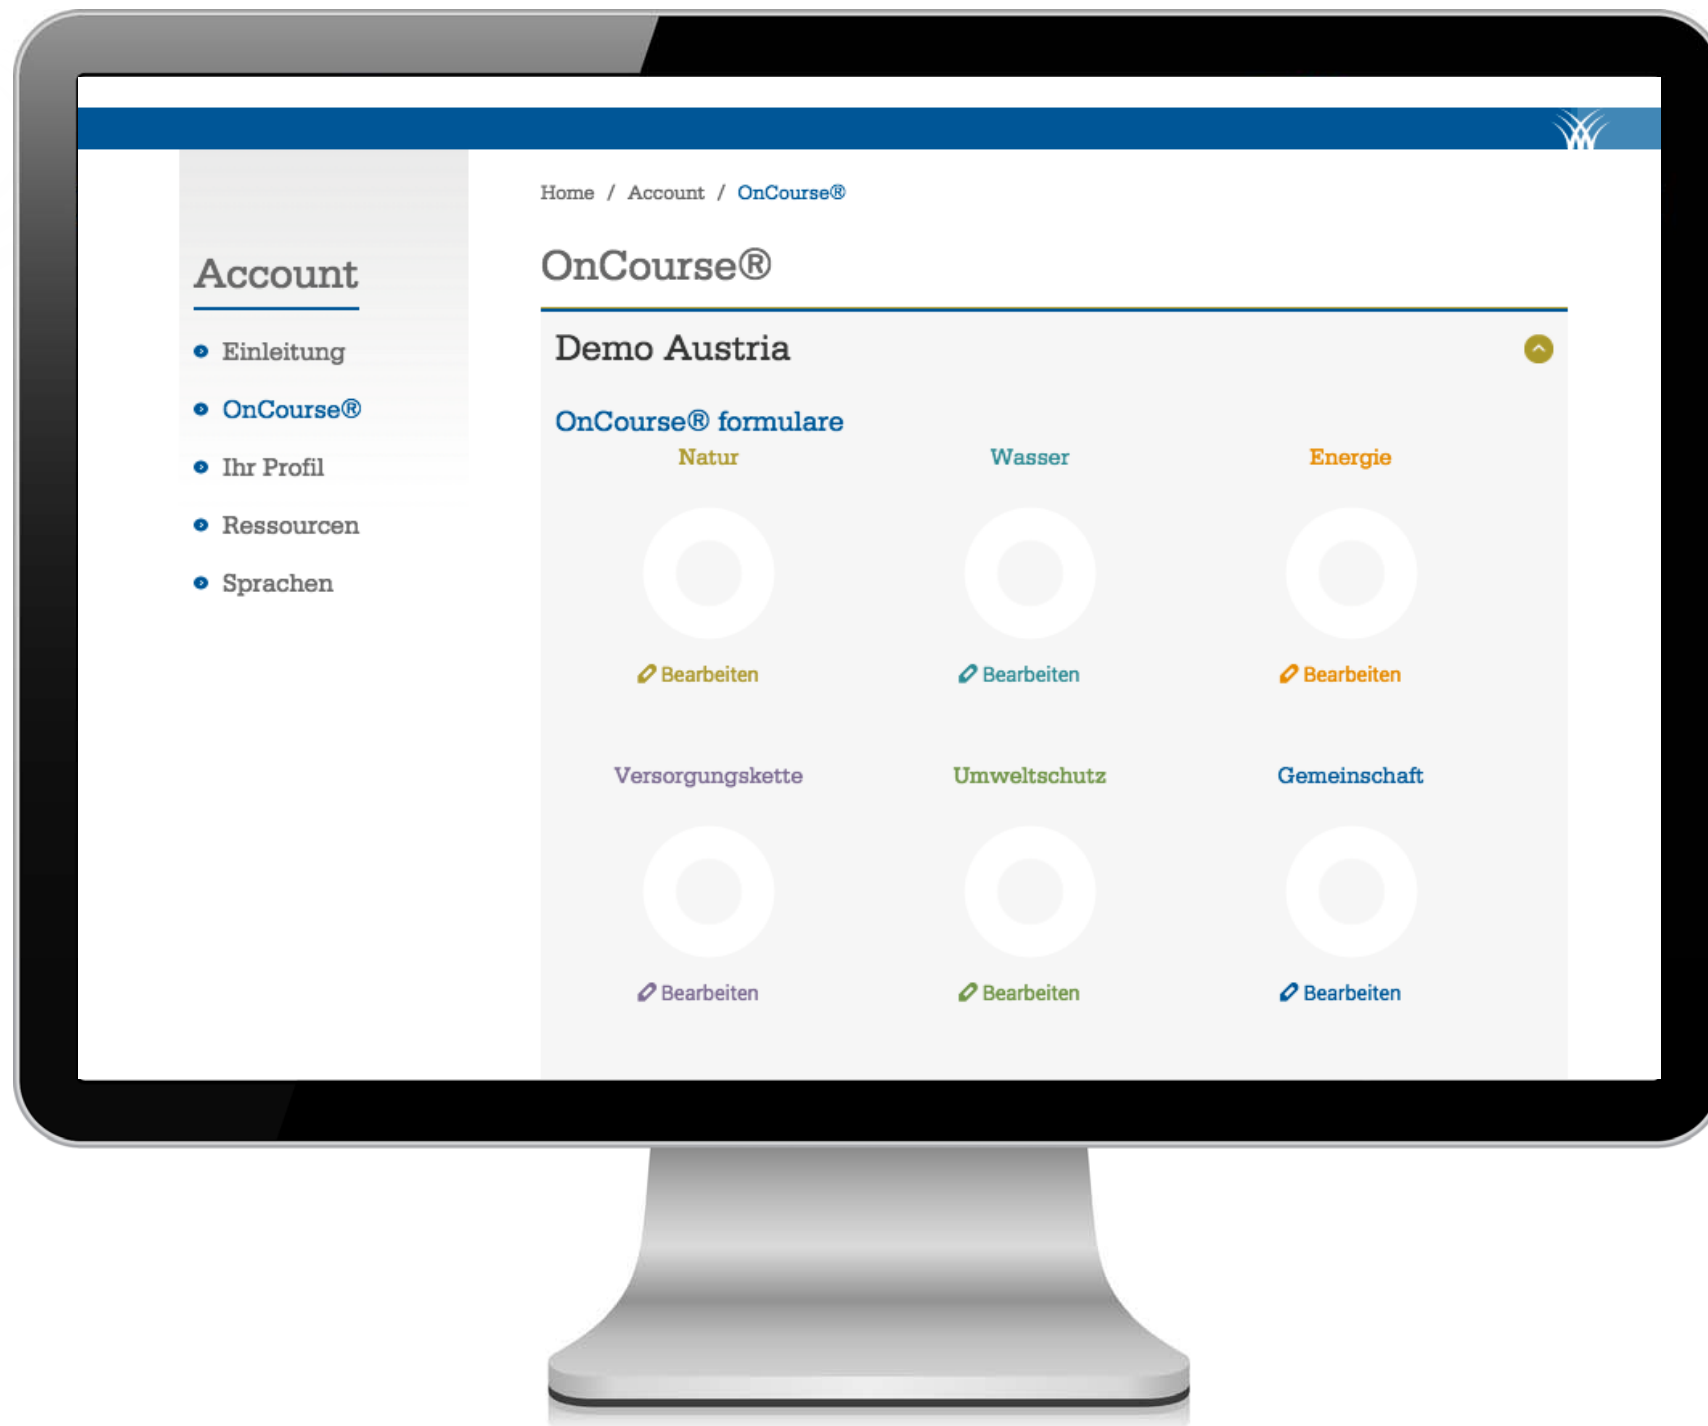 Home / Account / OnCourse®
Account
Einleitung
OnCourse®
Ihr Profil
Ressourcen
Sprachen
OnCourse®
Demo Austria
OnCourse® formulare
Natur
Wasser
Energie
Bearbeiten
Bearbeiten
Bearbeiten
Versorgungskette
Umweltschutz
Gemeinschaft
Bearbeiten
Bearbeiten
Bearbeiten